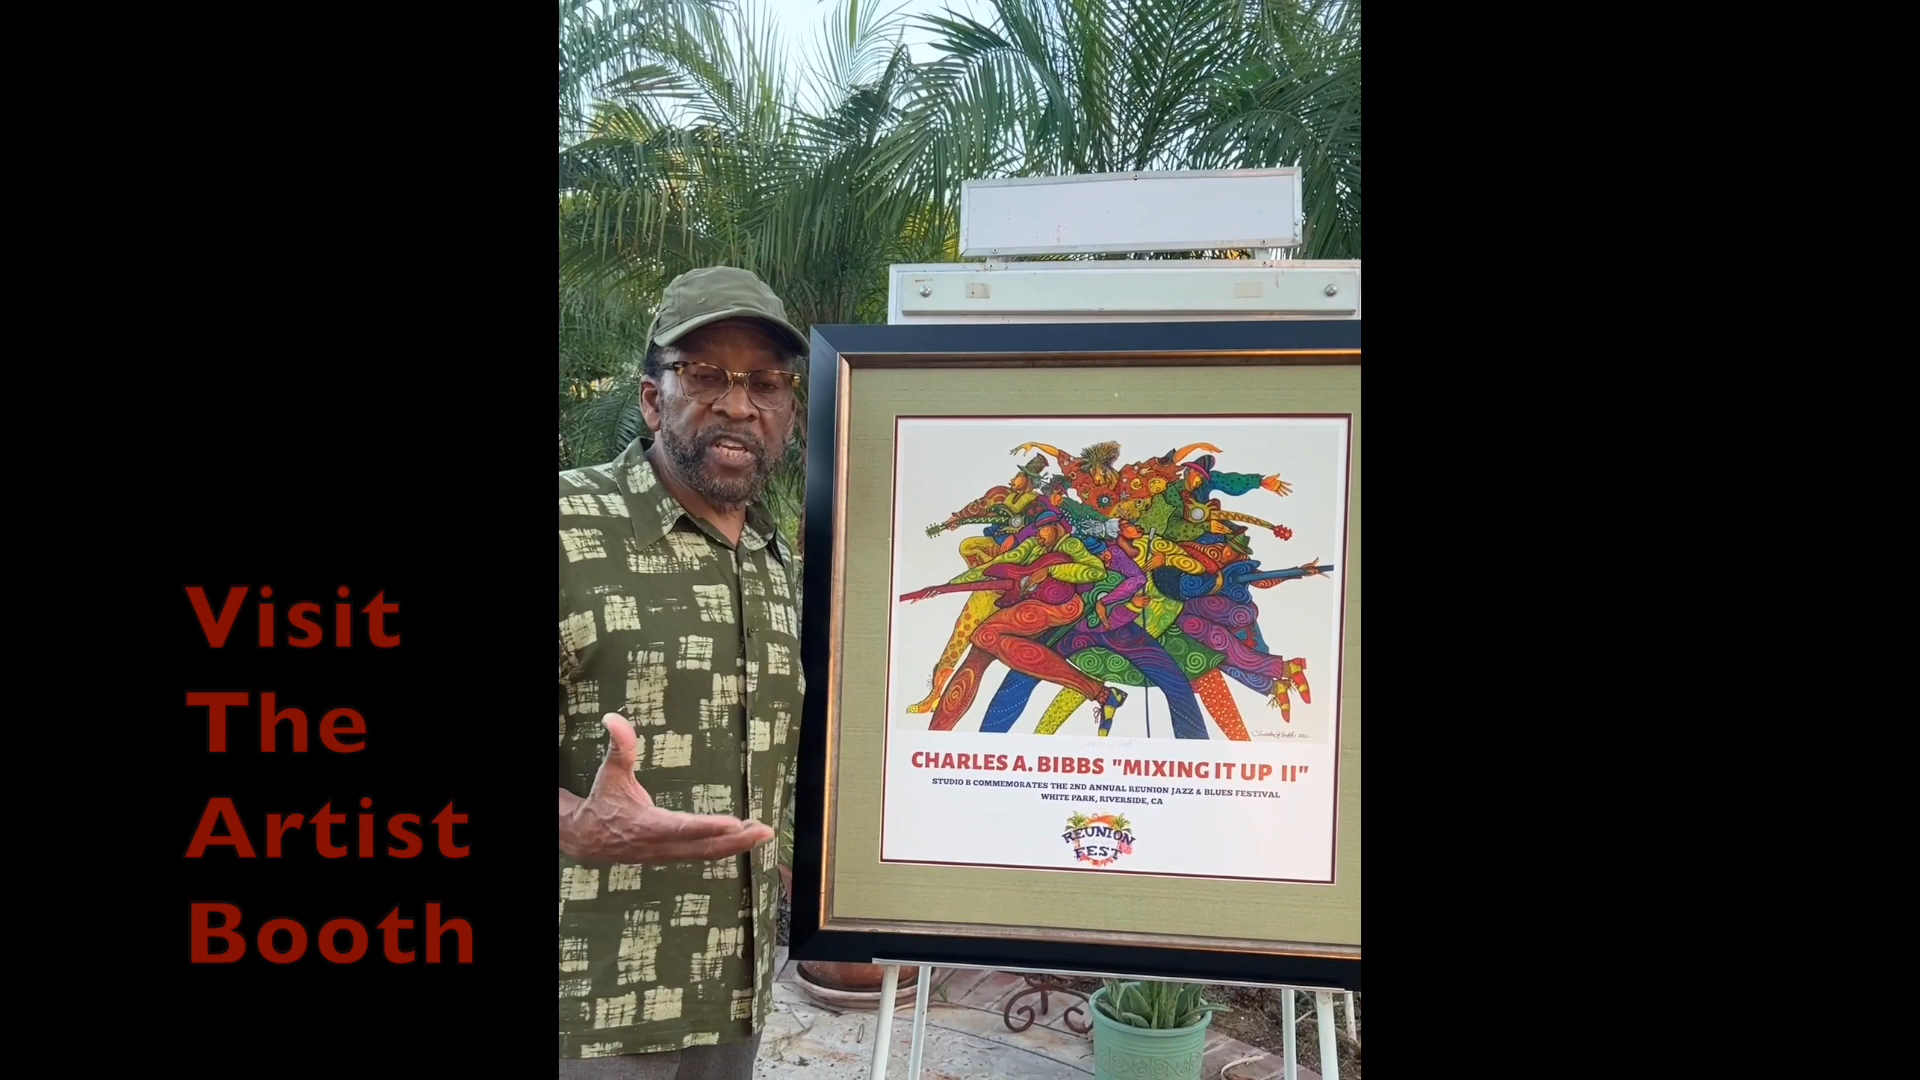 Visit
The
Artist
Booth
CHARLES A. BIBBS "MIXING IT UP II"
STUDIO B COMMEMORATES THE 2ND ANNUAL REUNION JAZZ & BLUES FESTIVAL
WHITE PARK, RIVERSIDE, CA
REUNION
FEST